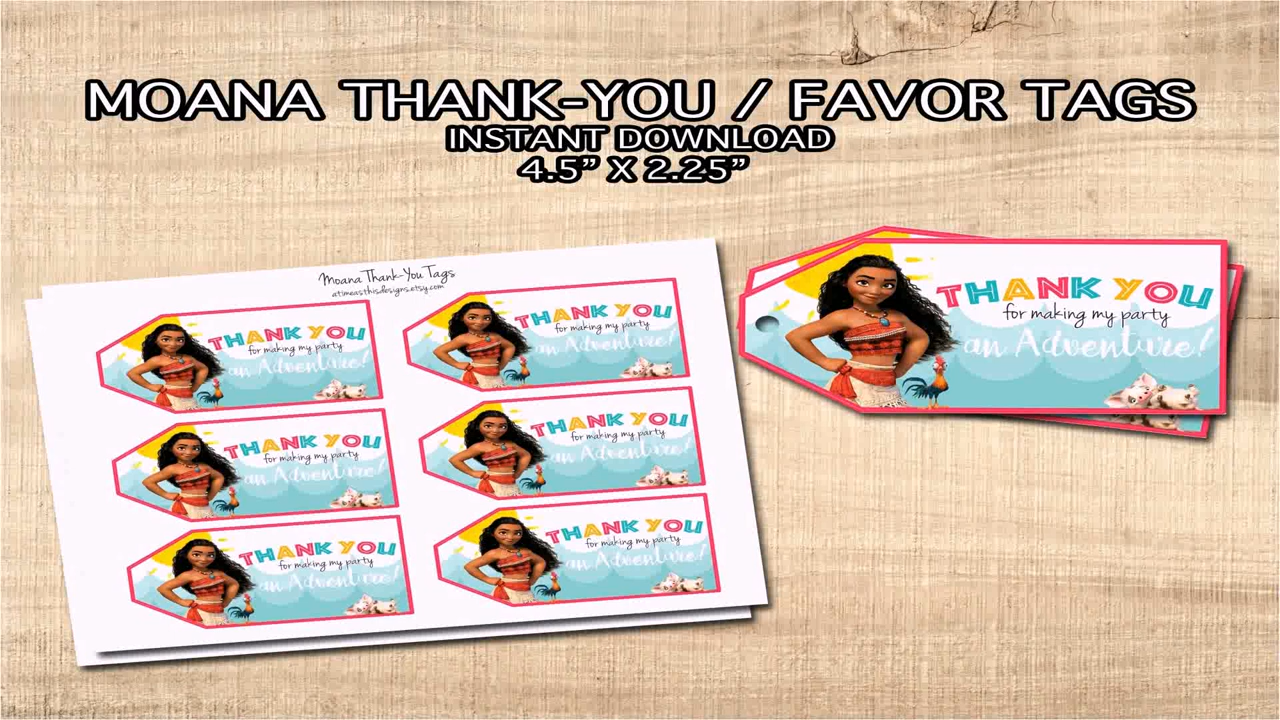 MOANA THANK-YOU / FAVOR TAGS
INSTANT DOWNLOAD
4.5” X 2.25”
Moana Thank-You Tags
atimeasthisdesigns.etsy.com
THANK YOU
for making my party
an Adventure!
THANK YOU
for making my party
an Adventure!
THANK YOU
for making my party
an Adventure!
THANK YOU
for making my party
an Adventure!
THANK YOU
for making my party
an Adventure!
THANK YOU
for making my party
an Adventure!
THANK YOU
for making my party
an Adventure!